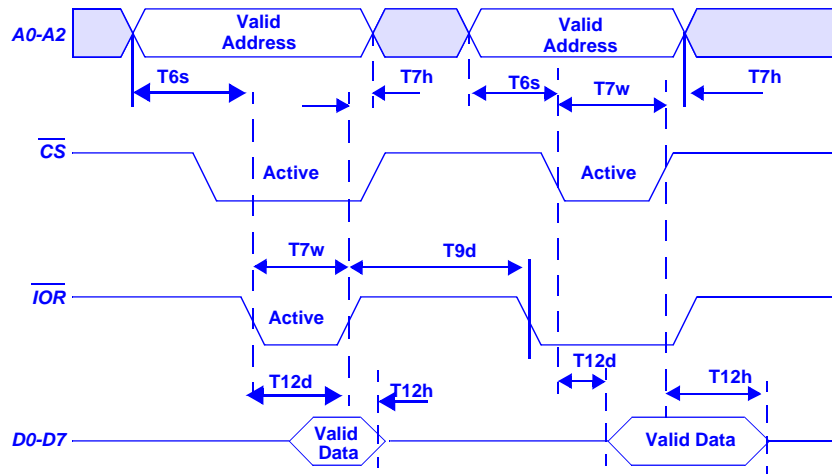 A0-A2
Valid
Address
Valid
Address
T6s
T7h
T6s
T7w
T7h
CS
Active
Active
T7w
T9d
IOR
Active
T12d
T12h
T12d
T12h
D0-D7
Valid
Data
Valid Data